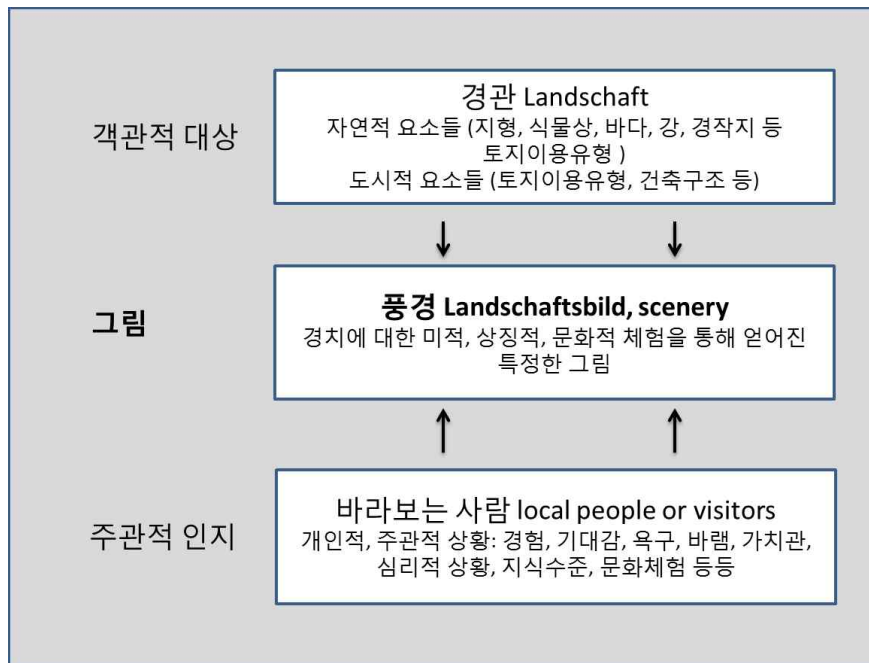 객관적 대상
경관 Landschaft
자연적 요소들 (지형, 식물상, 바다, 강, 경작지 등
토지이용유형 )
도시적 요소들 (토지이용유형, 건축구조 등)
그림
풍경 Landschaftsbild, scenery
경치에 대한 미적, 상징적, 문화적 체험을 통해 얻어진
특정한 그림
주관적 인지
바라보는 사람 local people or visitors
개인적, 주관적 상황: 경험, 기대감, 욕구, 바램, 가치관,
심리적 상황, 지식수준, 문화체험 등등